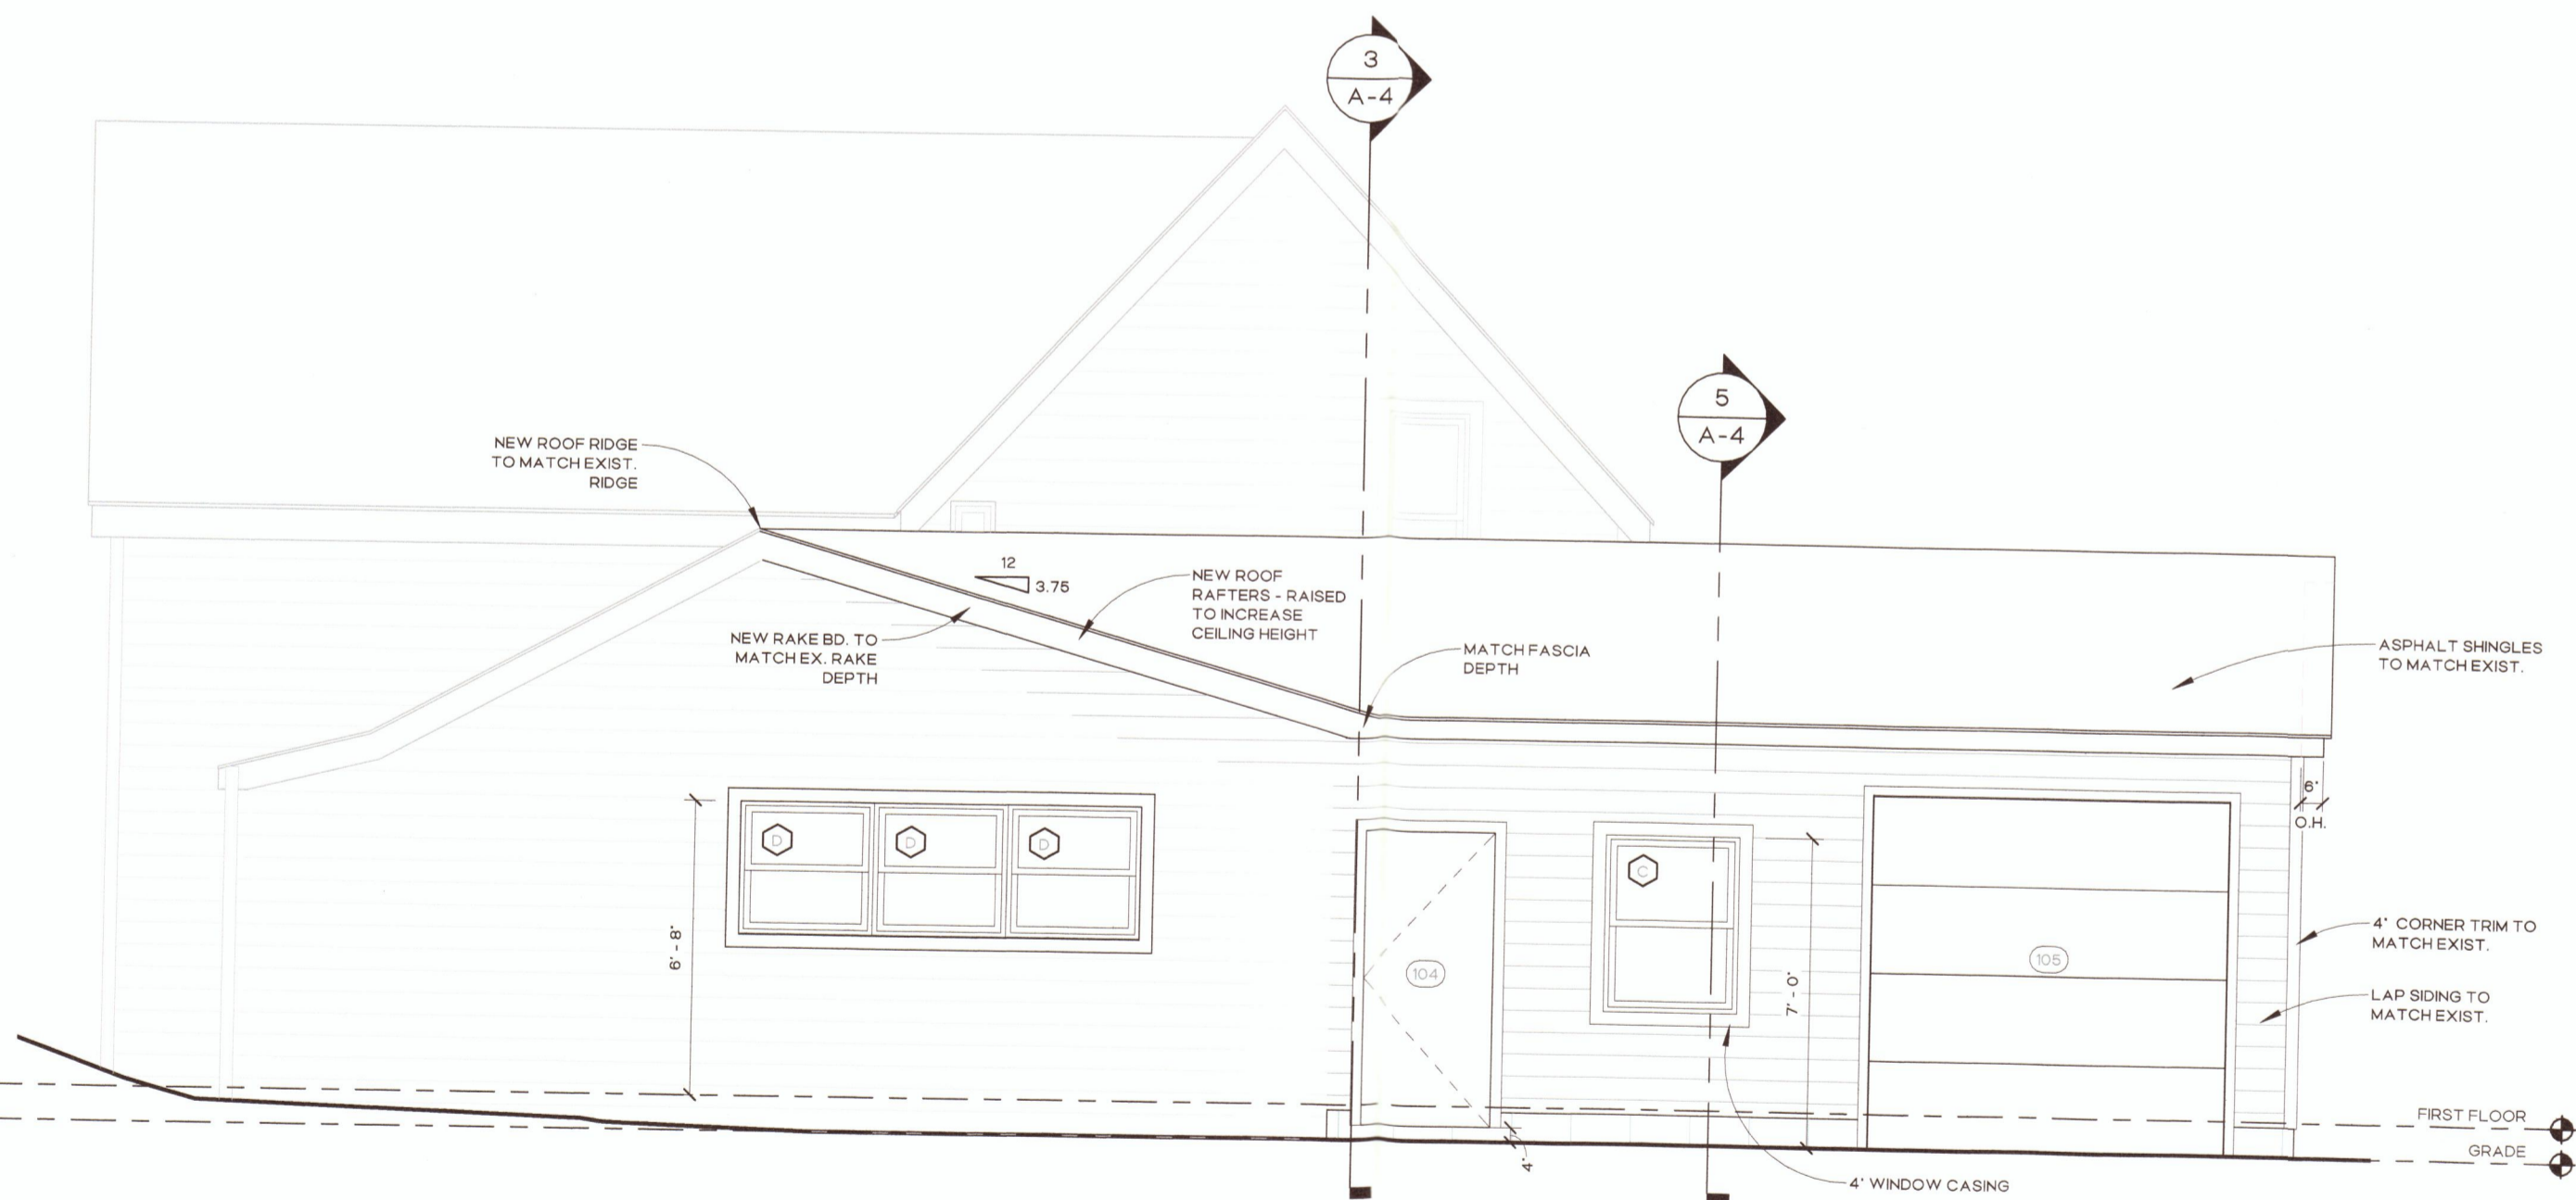 3
A-4
5
A-4
NEW ROOF RIDGE
TO MATCH EXIST.
RIDGE
12
3.75
NEW ROOF
RAFTERS - RAISED
TO INCREASE
CEILING HEIGHT
NEW RAKE BD. TO
MATCH EX. RAKE
DEPTH
MATCH FASCIA
DEPTH
ASPHALT SHINGLES
TO MATCH EXIST.
6"
O.H.
D
D
D
C
6' - 8"
7' - 0"
104
105
4" CORNER TRIM TO
MATCH EXIST.
LAP SIDING TO
MATCH EXIST.
FIRST FLOOR
GRADE
4"
4" WINDOW CASING